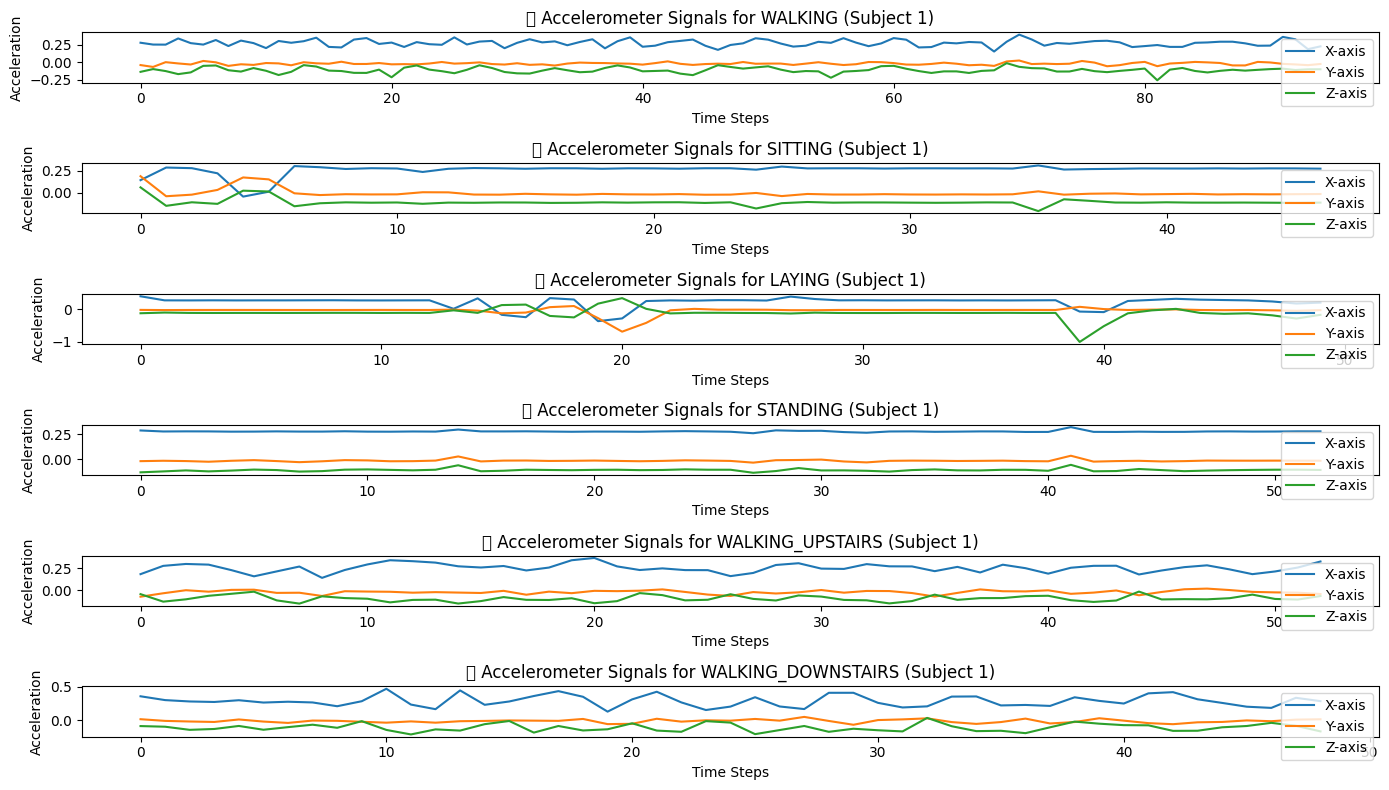 ▯ Accelerometer Signals for WALKING (Subject 1)
Acceleration
0.25
0.00
−0.25
0
20
40
60
80
X-axis
Y-axis
Z-axis
Time Steps
▯ Accelerometer Signals for SITTING (Subject 1)
Acceleration
0.25
0.00
0
10
20
30
40
X-axis
Y-axis
Z-axis
Time Steps
▯ Accelerometer Signals for LAYING (Subject 1)
Acceleration
0
−1
0
10
20
30
40
50
X-axis
Y-axis
Z-axis
Time Steps
▯ Accelerometer Signals for STANDING (Subject 1)
Acceleration
0.25
0.00
0
10
20
30
40
50
X-axis
Y-axis
Z-axis
Time Steps
▯ Accelerometer Signals for WALKING_UPSTAIRS (Subject 1)
Acceleration
0.25
0.00
0
10
20
30
40
50
X-axis
Y-axis
Z-axis
Time Steps
▯ Accelerometer Signals for WALKING_DOWNSTAIRS (Subject 1)
Acceleration
0.5
0.0
0
10
20
30
40
50
X-axis
Y-axis
Z-axis
Time Steps